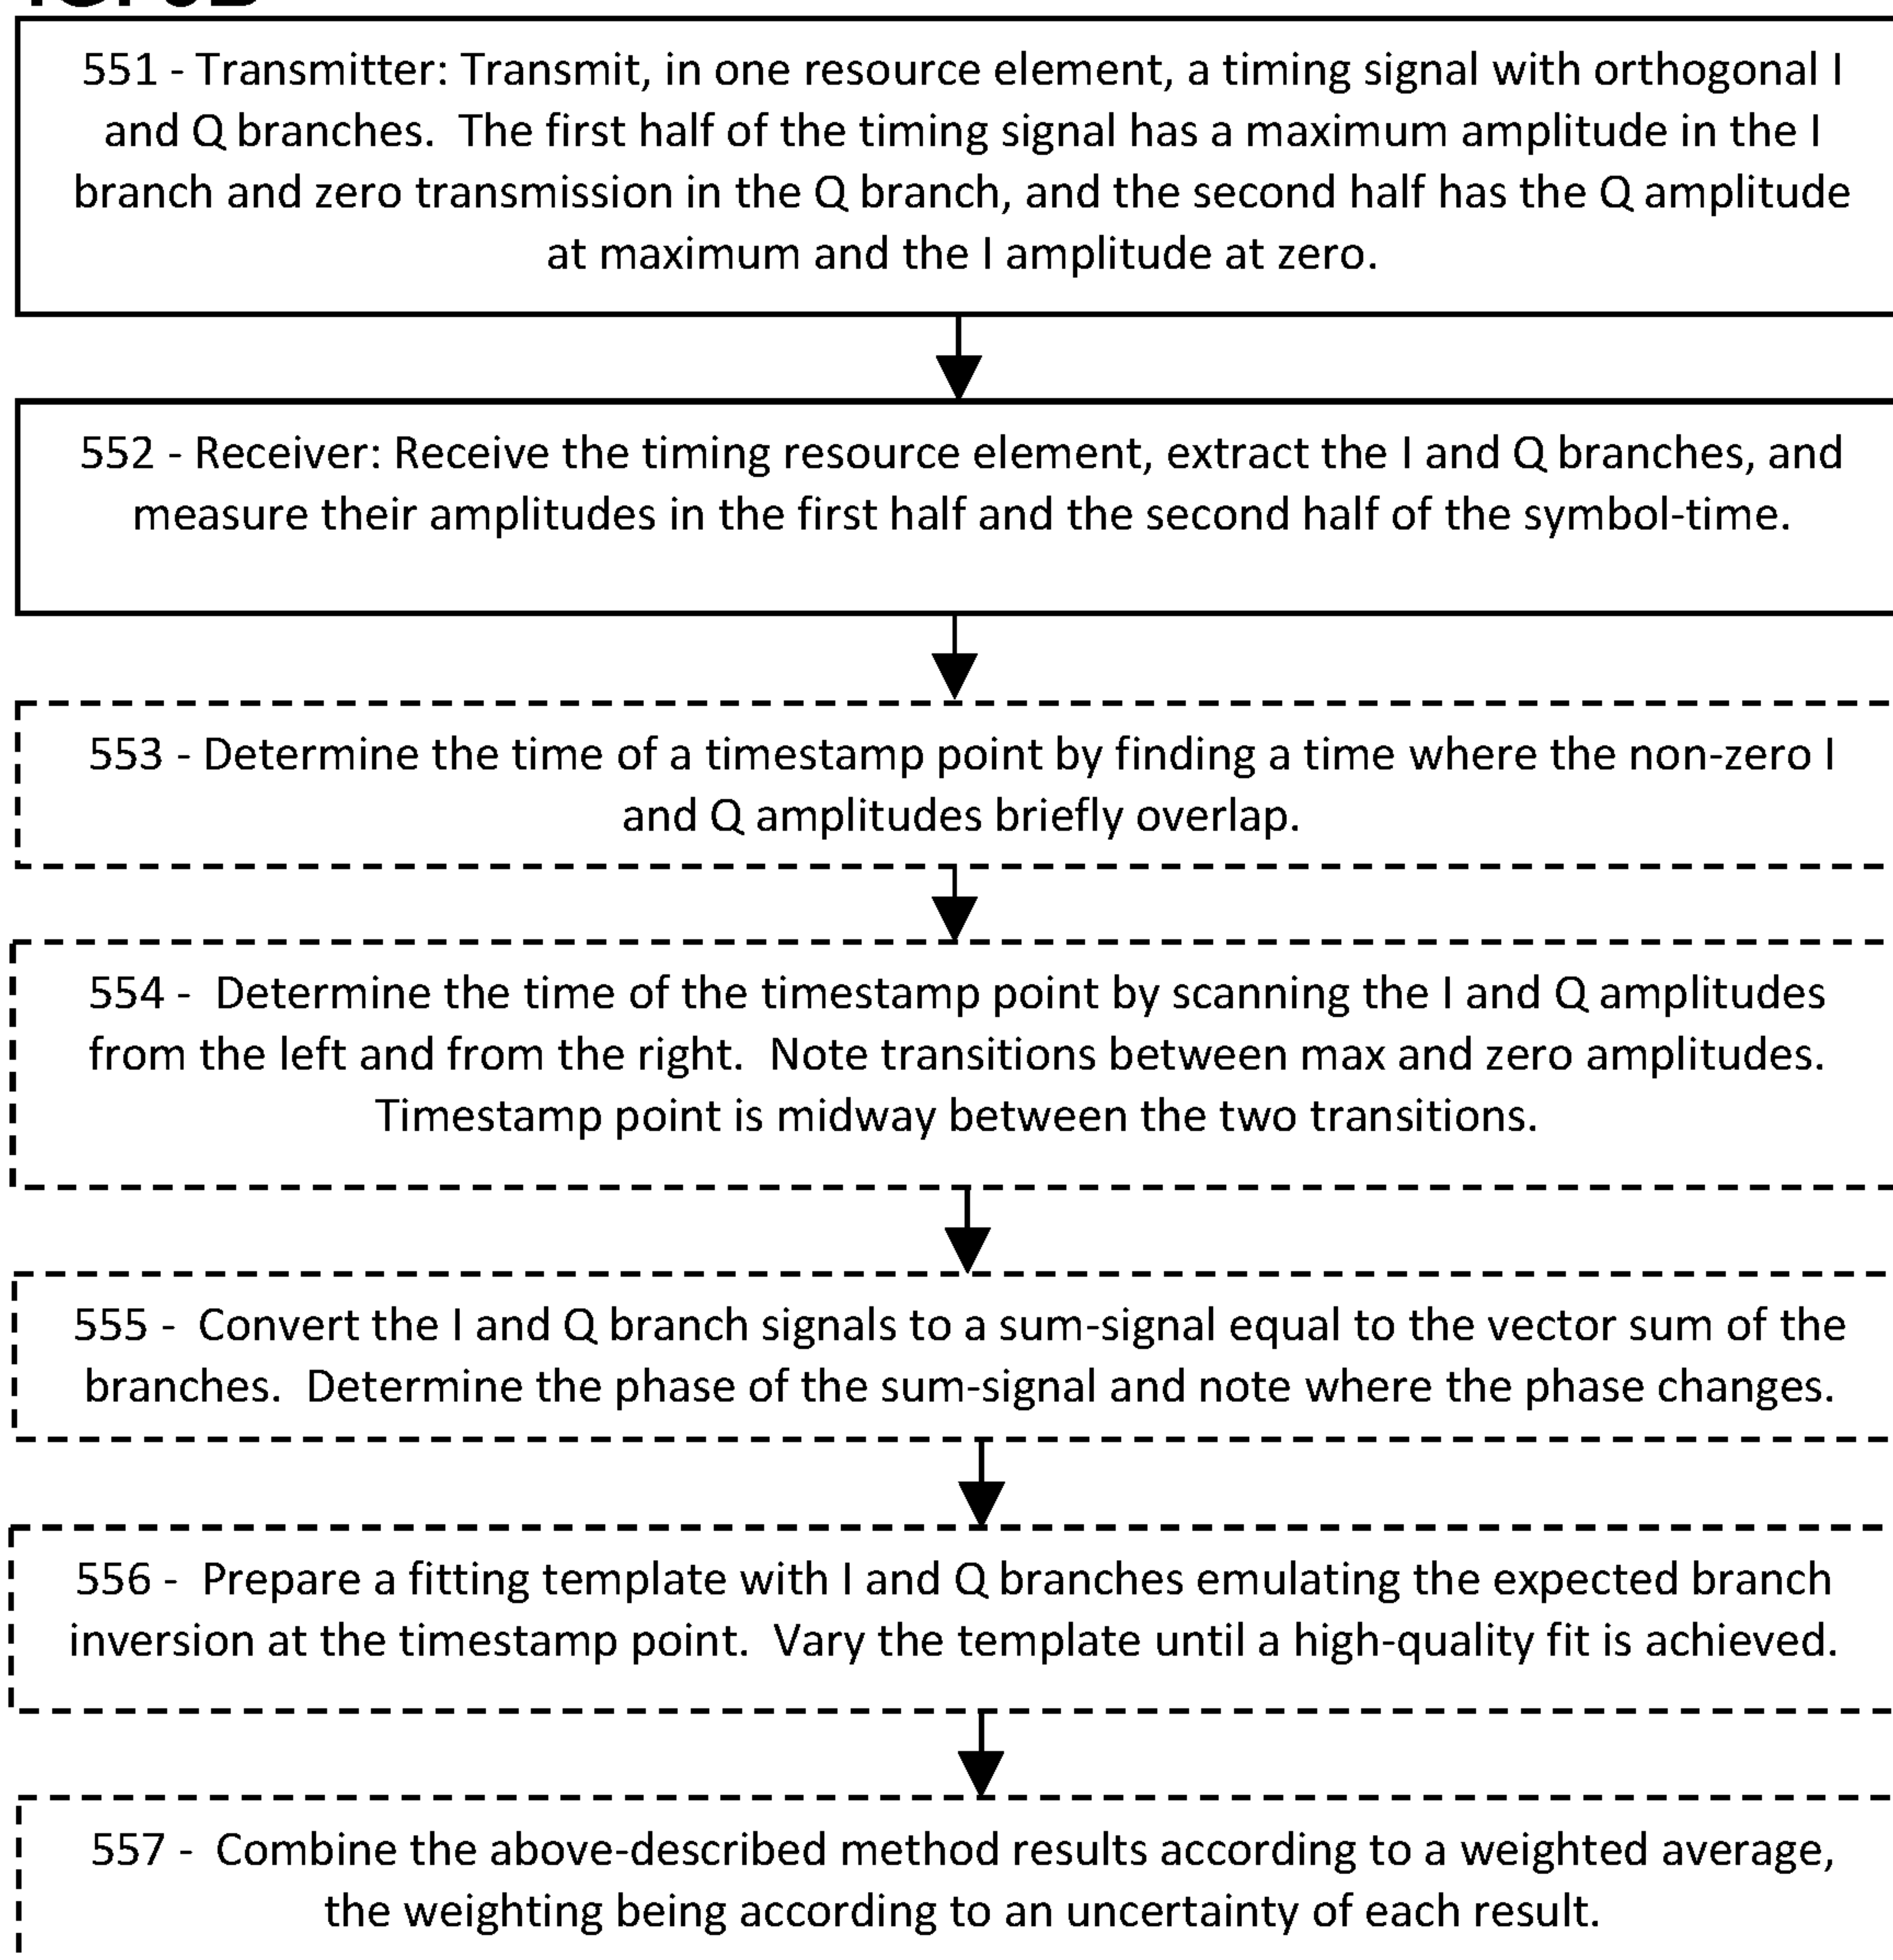 551 - Transmitter: Transmit, in one resource element, a timing signal with orthogonal I
and Q branches. The first half of the timing signal has a maximum amplitude in the I
branch and zero transmission in the Q branch, and the second half has the Q amplitude
at maximum and the I amplitude at zero.
552 - Receiver: Receive the timing resource element, extract the I and Q branches, and
measure their amplitudes in the first half and the second half of the symbol-time.
553 - Determine the time of a timestamp point by finding a time where the non-zero I
and Q amplitudes briefly overlap.
554 - Determine the time of the timestamp point by scanning the I and Q amplitudes
from the left and from the right. Note transitions between max and zero amplitudes.
Timestamp point is midway between the two transitions.
555 - Convert the I and Q branch signals to a sum-signal equal to the vector sum of the
branches. Determine the phase of the sum-signal and note where the phase changes.
556 - Prepare a fitting template with I and Q branches emulating the expected branch
inversion at the timestamp point. Vary the template until a high-quality fit is achieved.
557 - Combine the above-described method results according to a weighted average,
the weighting being according to an uncertainty of each result.